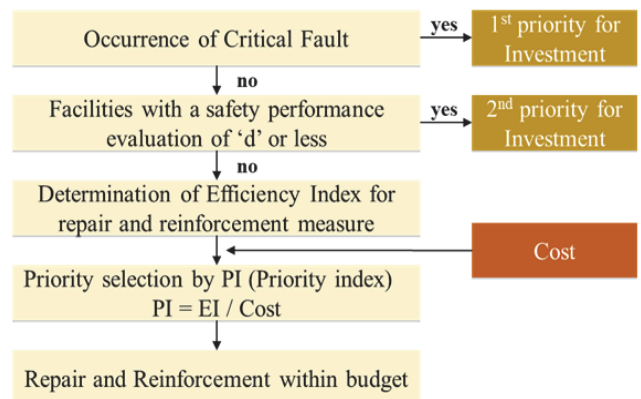 Occurrence of Critical Fault
yes
1st priority for
Investment
no
Facilities with a safety performance
evaluation of ‘d’ or less
yes
2nd priority for
Investment
no
Determination of Efficiency Index for
repair and reinforcement measure
Cost
Priority selection by PI (Priority index)
PI = EI / Cost
Repair and Reinforcement within budget